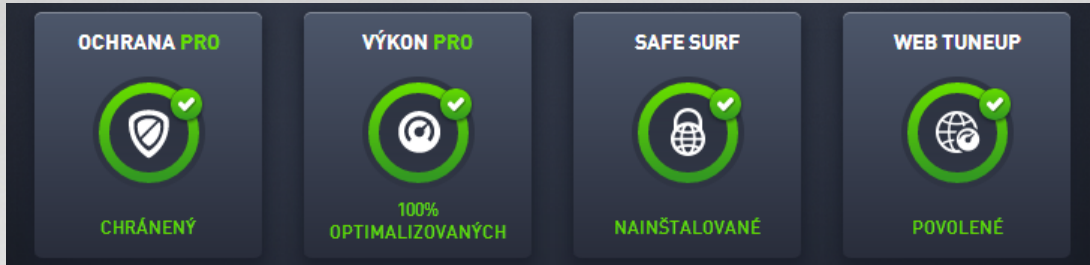 OCHRANA PRO
VÝKON PRO
SAFE SURF
WEB TUNEUP
CHRÁNENÝ
100%
OPTIMALIZOVANÝCH
NAINŠTALOVANÉ
POVOLENÉ